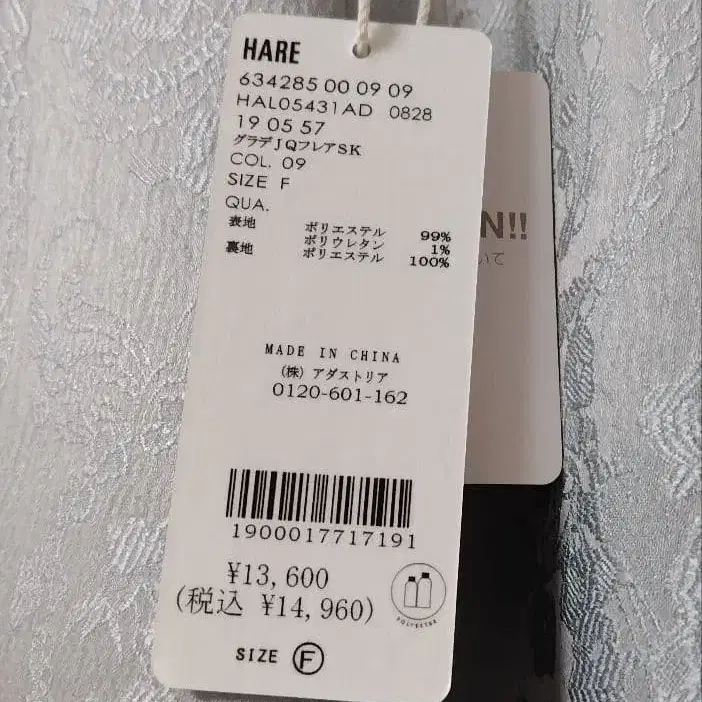 HARE
634285 00 09 09
HAL05431AD 0828
19 05 57
グラデJQフレアSK
COL. 09
SIZE F
QUA.
表地 ポリエステル 99%
ポリウレタン 1%
裏地 ポリエステル 100%
MADE IN CHINA
(株) アダストリア
0120-601-162
1900017717191
¥13,600
(税込 ¥14,960)
POLYESTER
SIZE F
N!!
いて